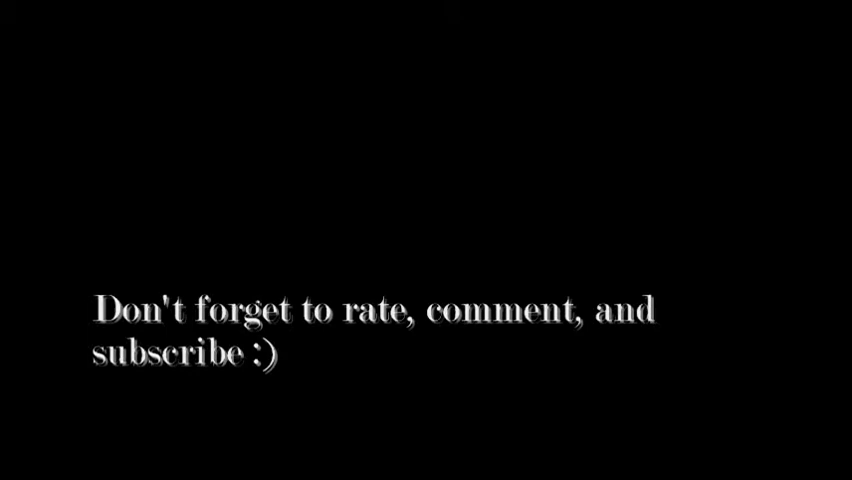 Don't forget to rate, comment, and
subscribe :)